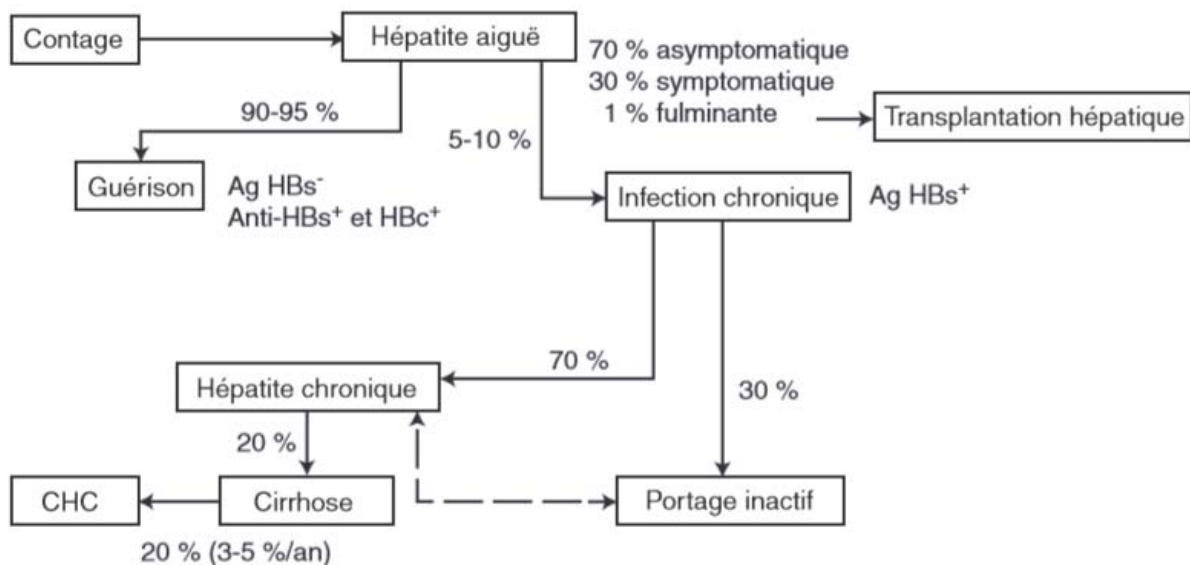 Contage
Hépatite aiguë
70 % asymptomatique
30 % symptomatique
1 % fulminante
Transplantation hépatique
90-95 %
5-10 %
Guérison
Ag HBs⁻
Anti-HBs⁺ et HBc⁺
Infection chronique
Ag HBs⁺
70 %
30 %
Hépatite chronique
20 %
CHC
Cirrhose
Portage inactif
20 % (3-5 %/an)